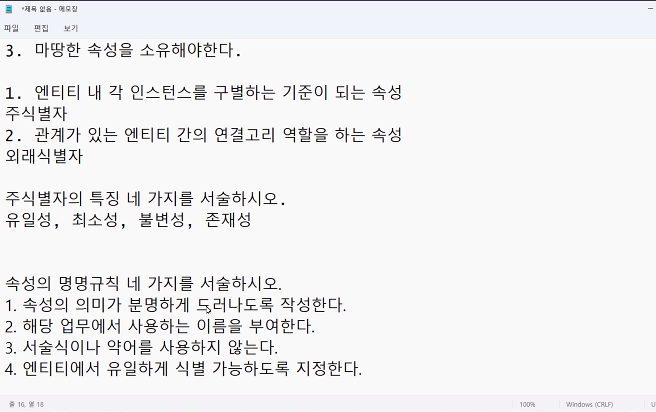 *제목 없음 - 메모장
파일 편집 보기
3. 마땅한 속성을 소유해야한다.
1. 엔티티 내 각 인스턴스를 구별하는 기준이 되는 속성
주식별자
2. 관계가 있는 엔티티 간의 연결고리 역할을 하는 속성
외래식별자
주식별자의 특징 네 가지를 서술하시오.
유일성, 최소성, 불변성, 존재성
속성의 명명규칙 네 가지를 서술하시오.
1. 속성의 의미가 분명하게 드러나도록 작성한다.
2. 해당 업무에서 사용하는 이름을 부여한다.
3. 서술식이나 약어를 사용하지 않는다.
4. 엔티티에서 유일하게 식별 가능하도록 지정한다.
줄 16, 열 18 100% Windows (CRLF) U